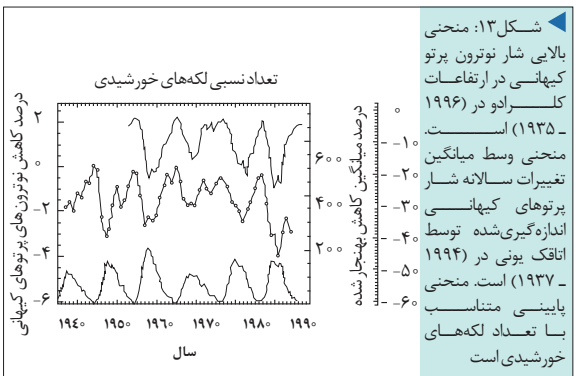 شکل۱۳: منحنی
بالایی شار نوترون پرتو
کیهانی در ارتفاعات
کلرادو در (۱۹۹۶
ـ ۱۹۳۵) است.
منحنی وسط میانگین
تغییرات سالانه شار
پرتوهای کیهانی
اندازه‌گیری‌شده توسط
اتاقک یونی در (۱۹۹۴
ـ ۱۹۳۷) است. منحنی
پایینی متناسب
با تعداد لکه‌های
خورشیدی است
تعداد نسبی لکه‌های خورشیدی
درصد میانگین کاهش بهنجار شده
۰
-۱۰
-۲۰
-۳۰
-۴۰
-۵۰
-۶۰
۶۰۰
۴۰۰
۲۰۰
درصد کاهش نوترون‌های پرتوهای کیهانی
۲
۰
-۲
-۴
-۶
۱۹۴۰ ۱۹۵۰ ۱۹۶۰ ۱۹۷۰ ۱۹۸۰ ۱۹۹۰
سال